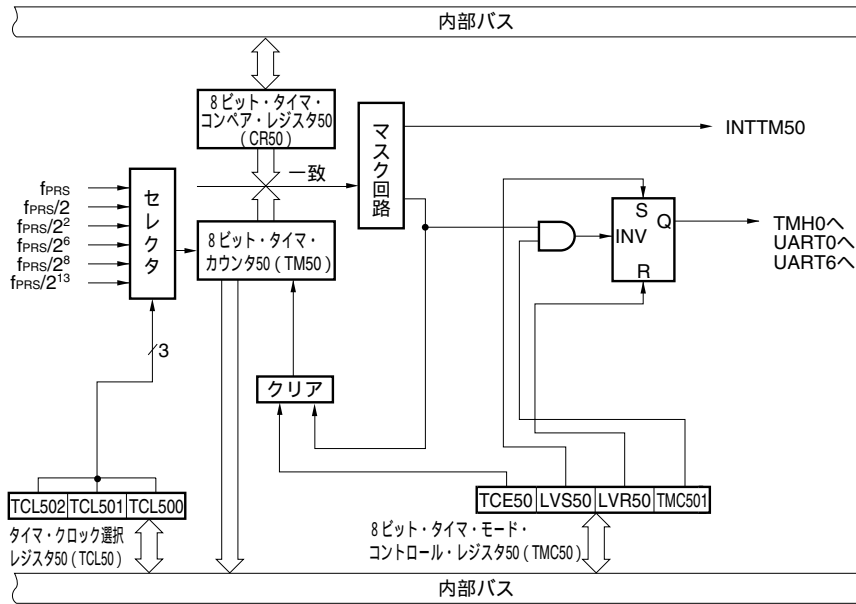 内部バス
8ビット・タイマ・
コンペア・レジスタ50
(CR50)
マスク回路
INTTM50
一致
fPRS
fPRS/2
fPRS/2²
fPRS/2⁶
fPRS/2⁸
fPRS/2¹³
セレクタ
8ビット・タイマ・
カウンタ50(TM50)
S
Q
INV
R
TMH0へ
UART0へ
UART6へ
3
クリア
TCL502 TCL501 TCL500
タイマ・クロック選択
レジスタ50(TCL50)
TCE50 LVS50 LVR50 TMC501
8ビット・タイマ・モード・
コントロール・レジスタ50(TMC50)
内部バス